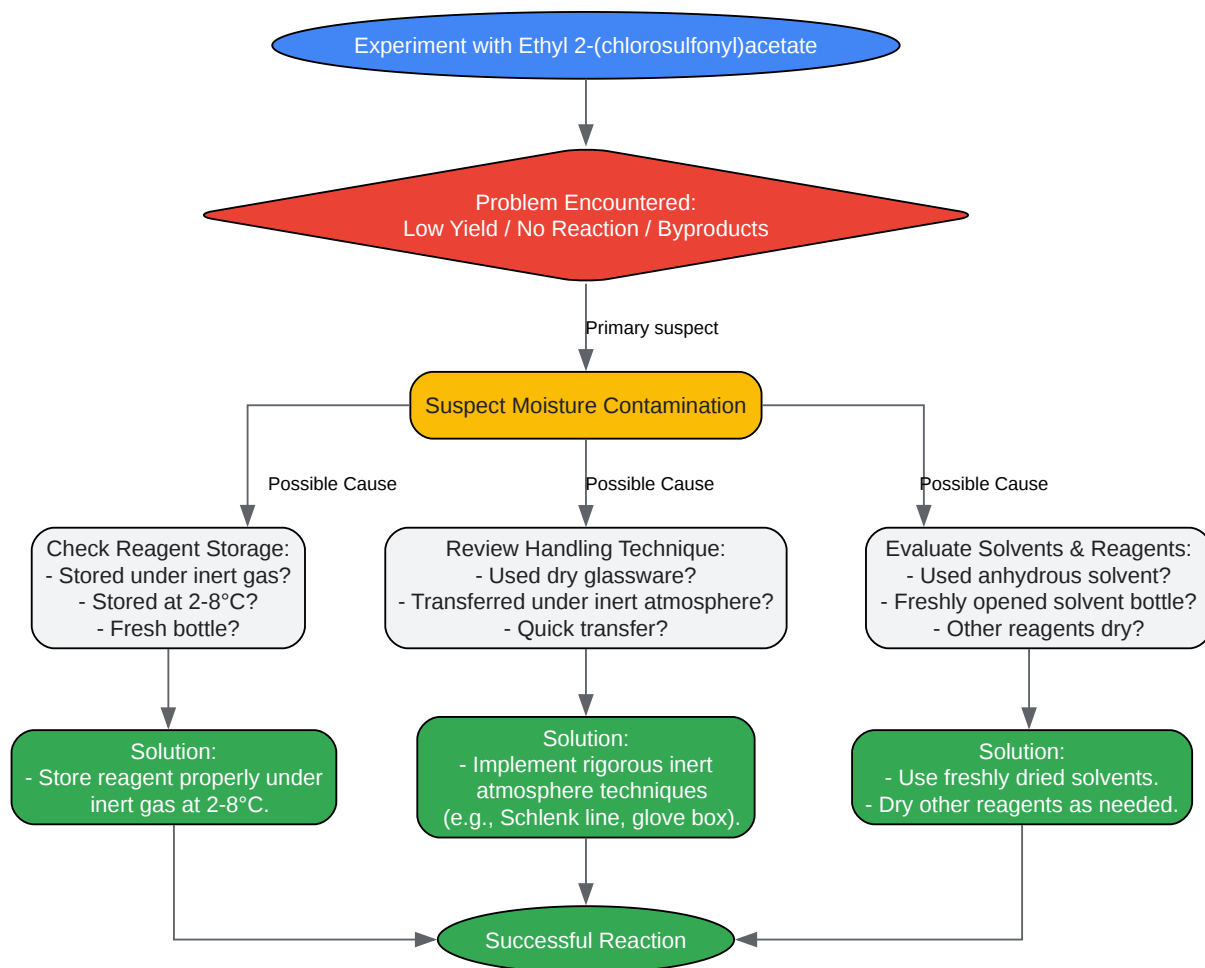 Experiment with Ethyl 2-(chlorosulfonyl)acetate
Problem Encountered:
Low Yield / No Reaction / Byproducts
Primary suspect
Suspect Moisture Contamination
Possible Cause
Possible Cause
Possible Cause
Check Reagent Storage:
- Stored under inert gas?
- Stored at 2-8°C?
- Fresh bottle?
Review Handling Technique:
- Used dry glassware?
- Transferred under inert atmosphere?
- Quick transfer?
Evaluate Solvents & Reagents:
- Used anhydrous solvent?
- Freshly opened solvent bottle?
- Other reagents dry?
Solution:
- Store reagent properly under
inert gas at 2-8°C.
Solution:
- Implement rigorous inert
atmosphere techniques
(e.g., Schlenk line, glove box).
Solution:
- Use freshly dried solvents.
- Dry other reagents as needed.
Successful Reaction